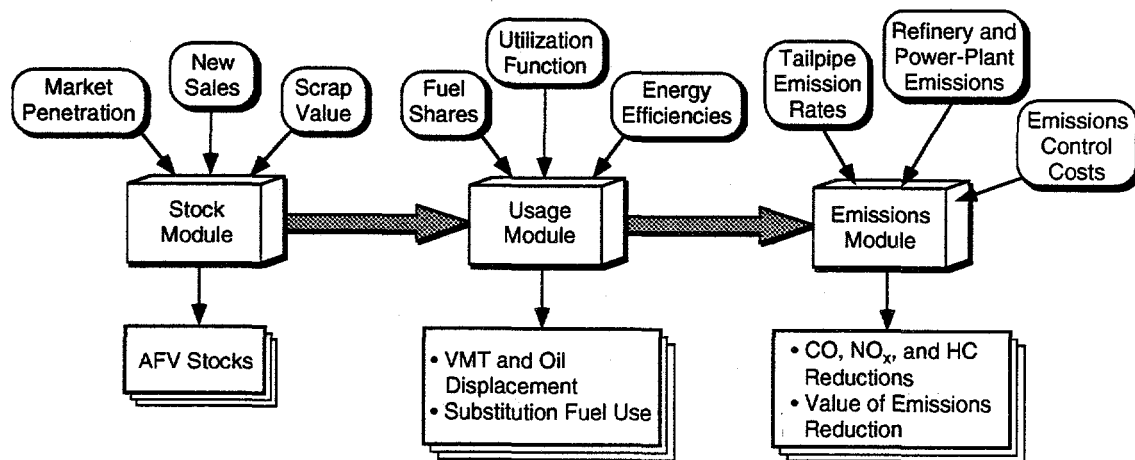 Market
Penetration
New
Sales
Scrap
Value
Fuel
Shares
Utilization
Function
Energy
Efficiencies
Tailpipe
Emission
Rates
Refinery and
Power-Plant
Emissions
Emissions
Control
Costs
Stock
Module
Usage
Module
Emissions
Module
AFV Stocks
• VMT and Oil
Displacement
• Substitution Fuel Use
• CO, NOx, and HC
Reductions
• Value of Emissions
Reduction